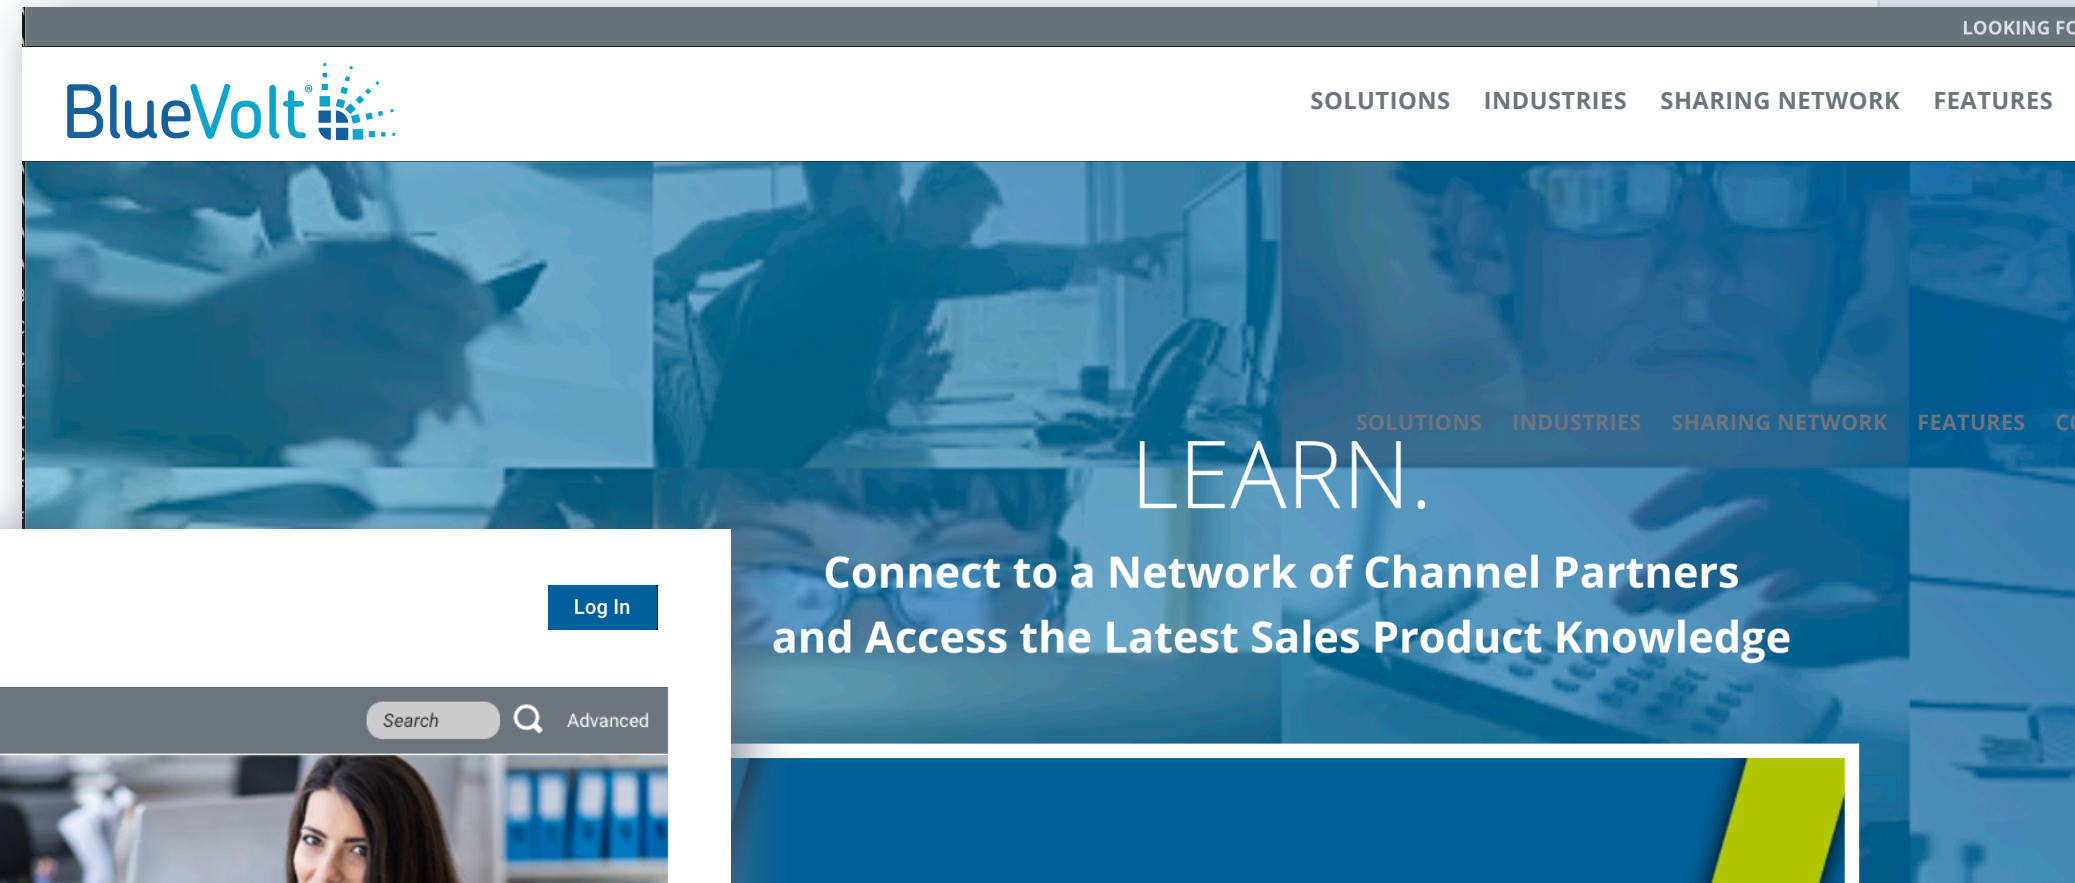 LOOKING FO
BlueVolt®
SOLUTIONS INDUSTRIES SHARING NETWORK FEATURES
SOLUTIONS INDUSTRIES SHARING NETWORK FEATURES CO
LEARN.
Connect to a Network of Channel Partners
and Access the Latest Sales Product Knowledge
Log In
Search Advanced